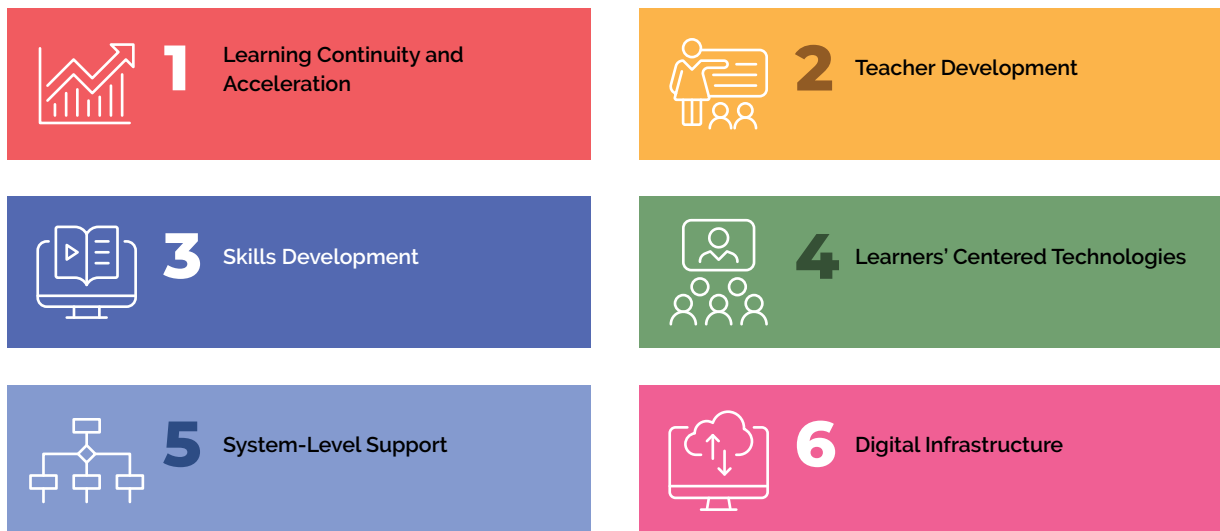 1
Learning Continuity and
Acceleration
2
Teacher Development
3
Skills Development
4
Learners’ Centered Technologies
5
System-Level Support
6
Digital Infrastructure